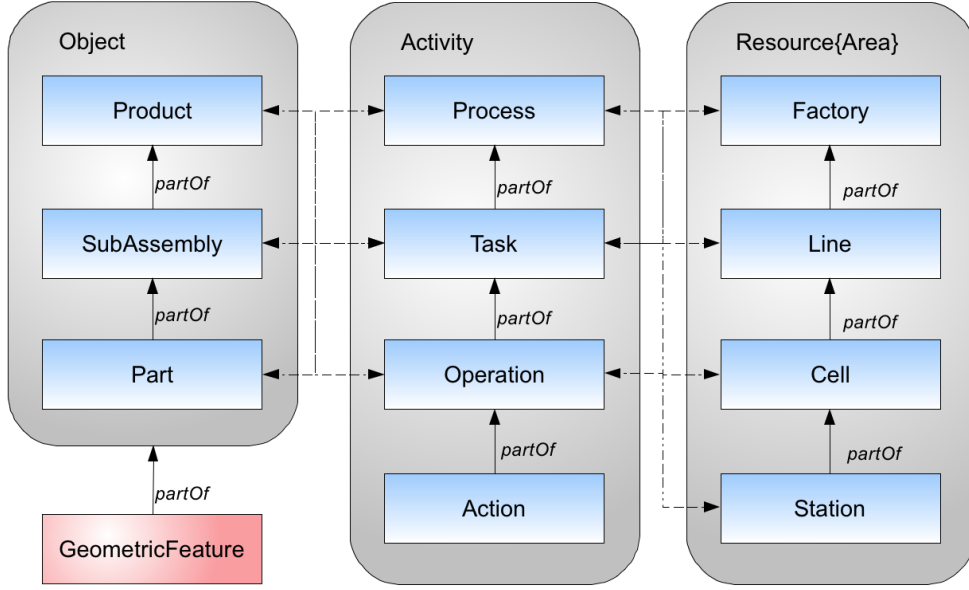 Object
Activity
Resource{Area}
Product
Process
Factory
partOf
partOf
partOf
SubAssembly
Task
Line
partOf
partOf
partOf
Part
Operation
Cell
partOf
partOf
partOf
Action
Station
GeometricFeature